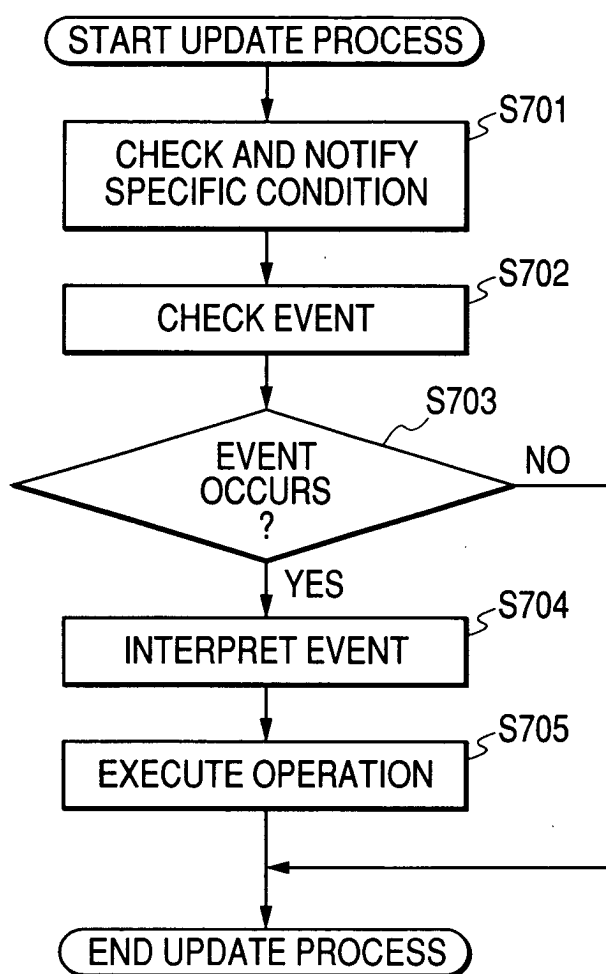 START UPDATE PROCESS
S701
CHECK AND NOTIFY
SPECIFIC CONDITION
S702
CHECK EVENT
S703
EVENT
OCCURS
?
NO
YES
S704
INTERPRET EVENT
S705
EXECUTE OPERATION
END UPDATE PROCESS